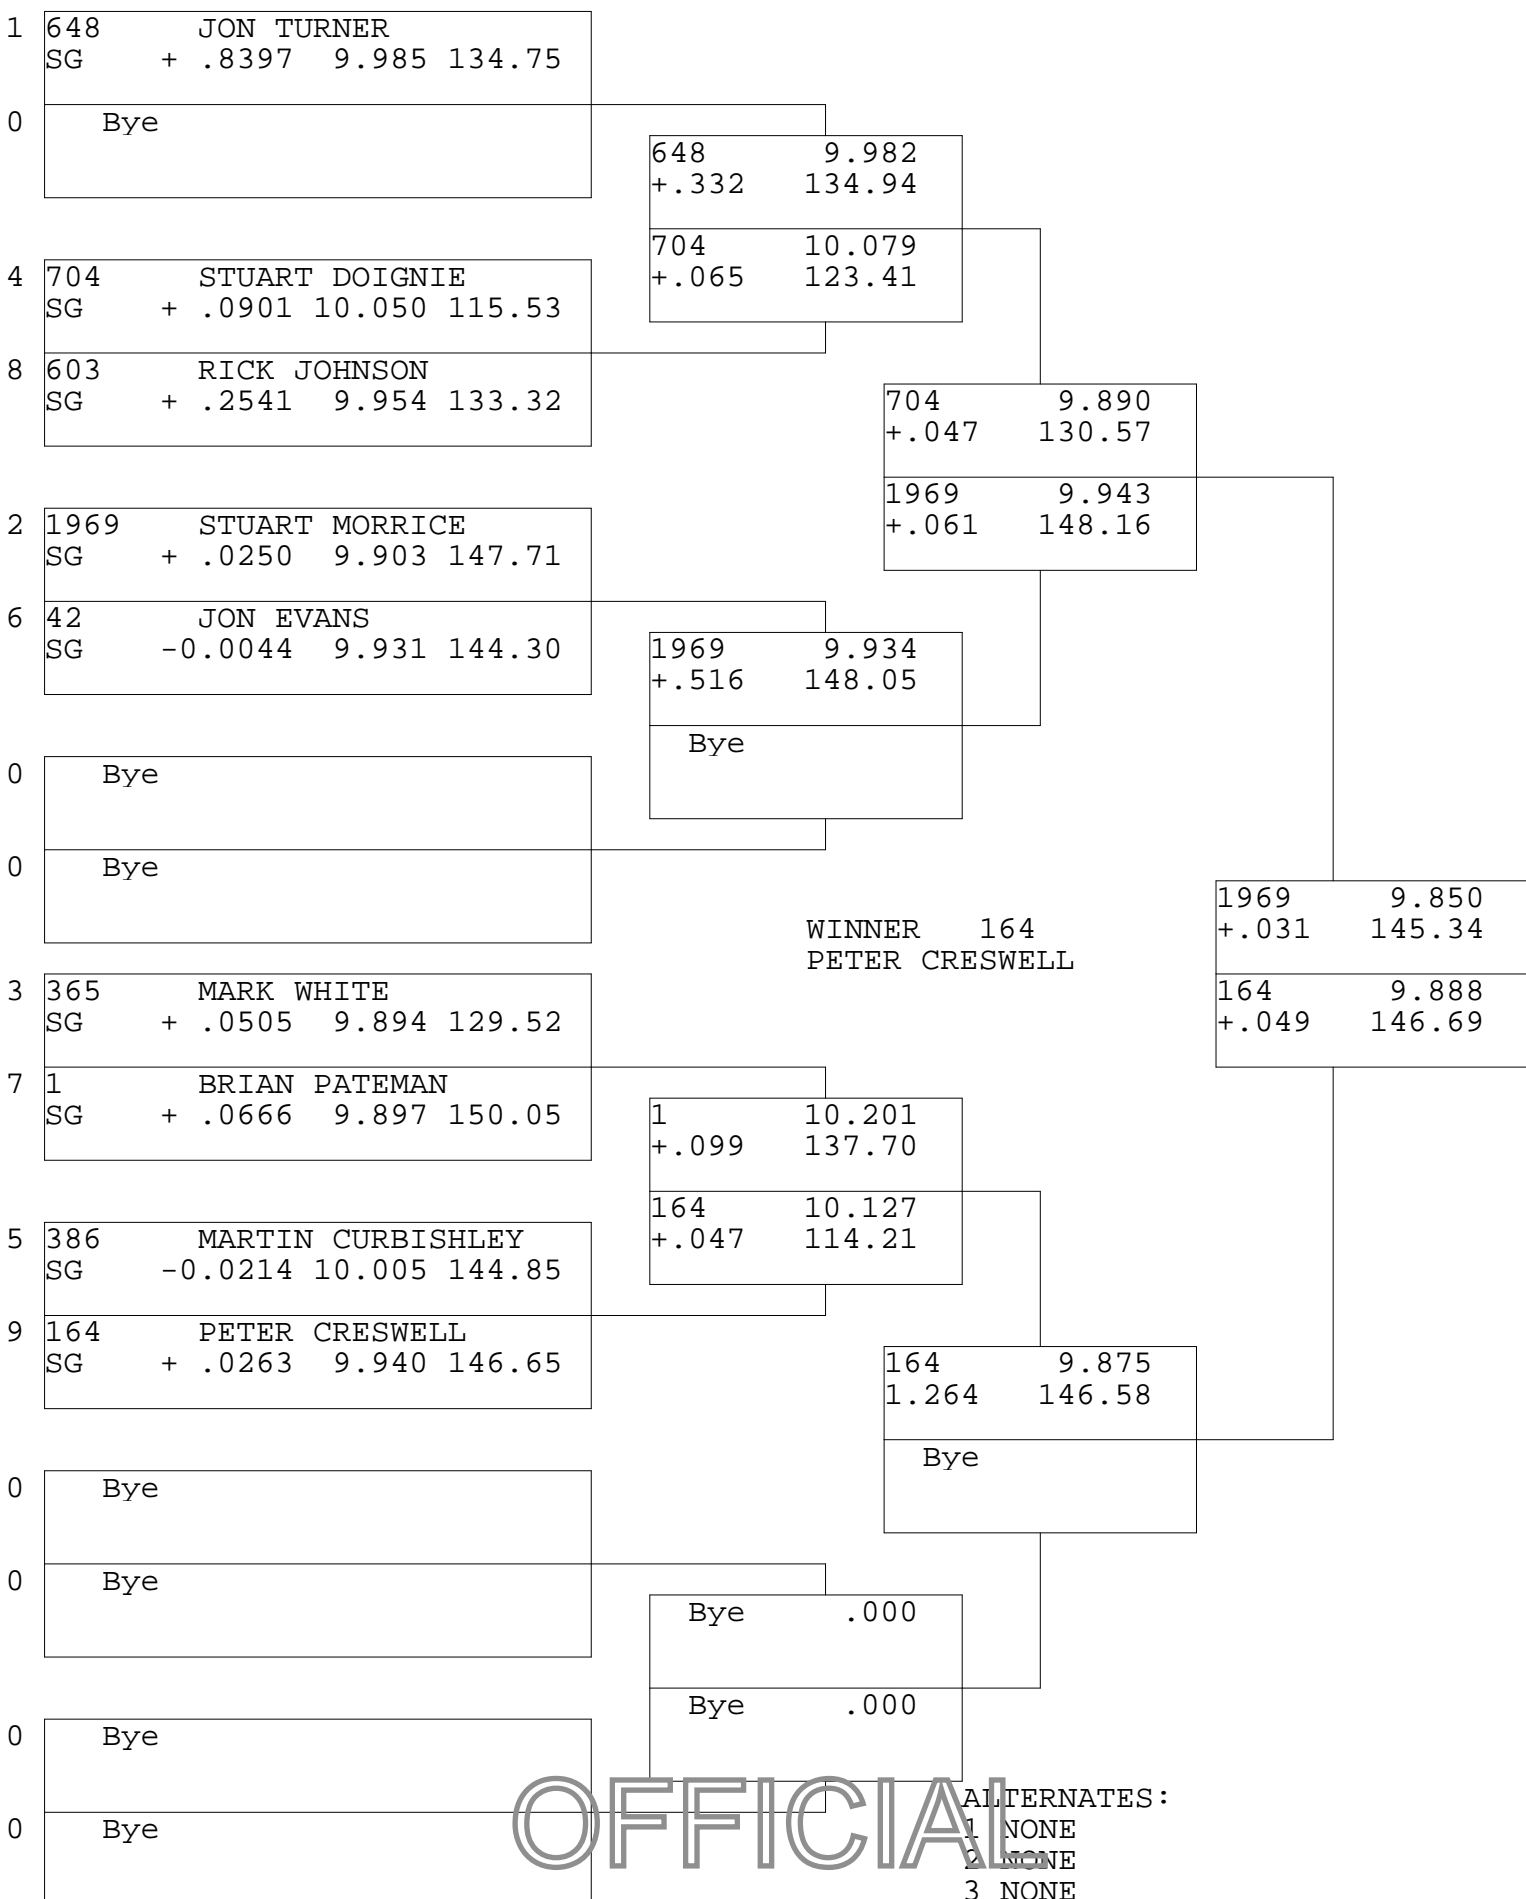 1 648 JON TURNER
SG + .8397 9.985 134.75
0 Bye
648 9.982
+.332 134.94
704 10.079
+.065 123.41
4 704 STUART DOIGNIE
SG + .0901 10.050 115.53
8 603 RICK JOHNSON
SG + .2541 9.954 133.32
704 9.890
+.047 130.57
1969 9.943
+.061 148.16
2 1969 STUART MORRICE
SG + .0250 9.903 147.71
6 42 JON EVANS
SG -0.0044 9.931 144.30
1969 9.934
+.516 148.05
Bye
0 Bye
0 Bye
WINNER 164
PETER CRESWELL
1969 9.850
+.031 145.34
164 9.888
+.049 146.69
3 365 MARK WHITE
SG + .0505 9.894 129.52
7 1 BRIAN PATEMAN
SG + .0666 9.897 150.05
1 10.201
+.099 137.70
164 10.127
+.047 114.21
5 386 MARTIN CURBISHLEY
SG -0.0214 10.005 144.85
9 164 PETER CRESWELL
SG + .0263 9.940 146.65
164 9.875
1.264 146.58
Bye
0 Bye
0 Bye
Bye .000
Bye .000
0 Bye
0 Bye
OFFICIAL
ALTERNATES:
1 NONE
2 NONE
3 NONE